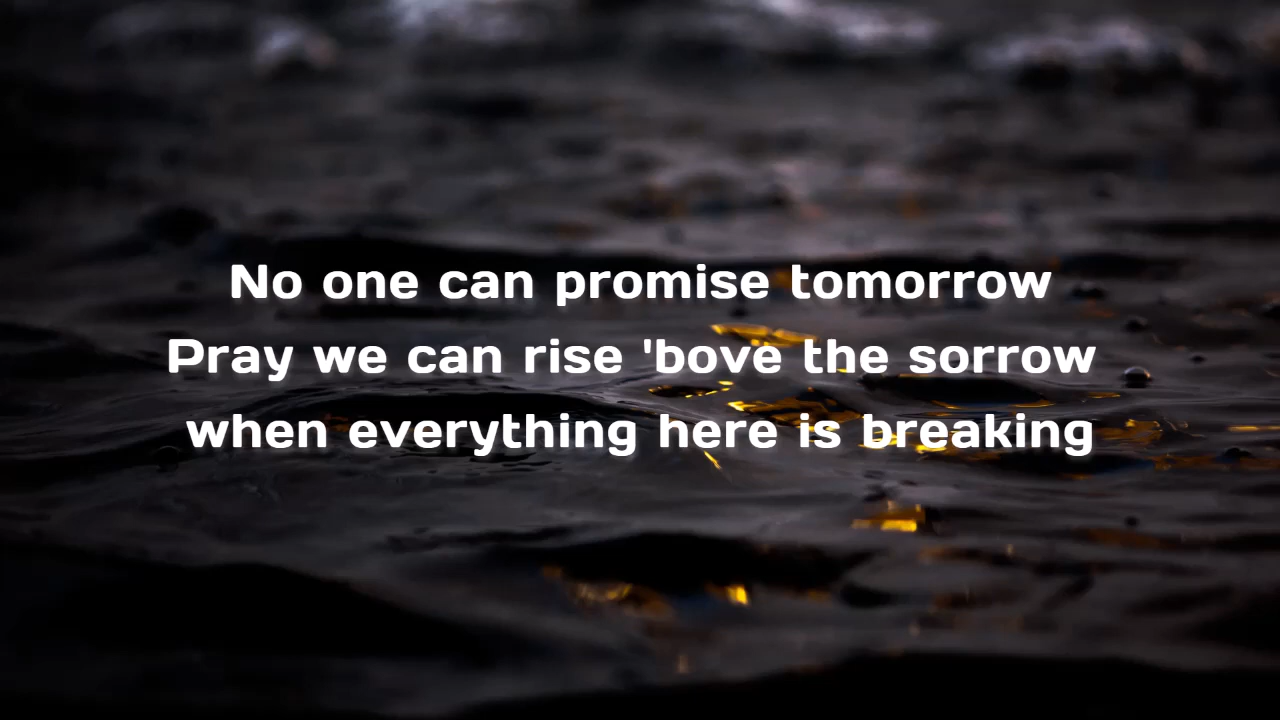 No one can promise tomorrow
Pray we can rise 'bove the sorrow
when everything here is breaking